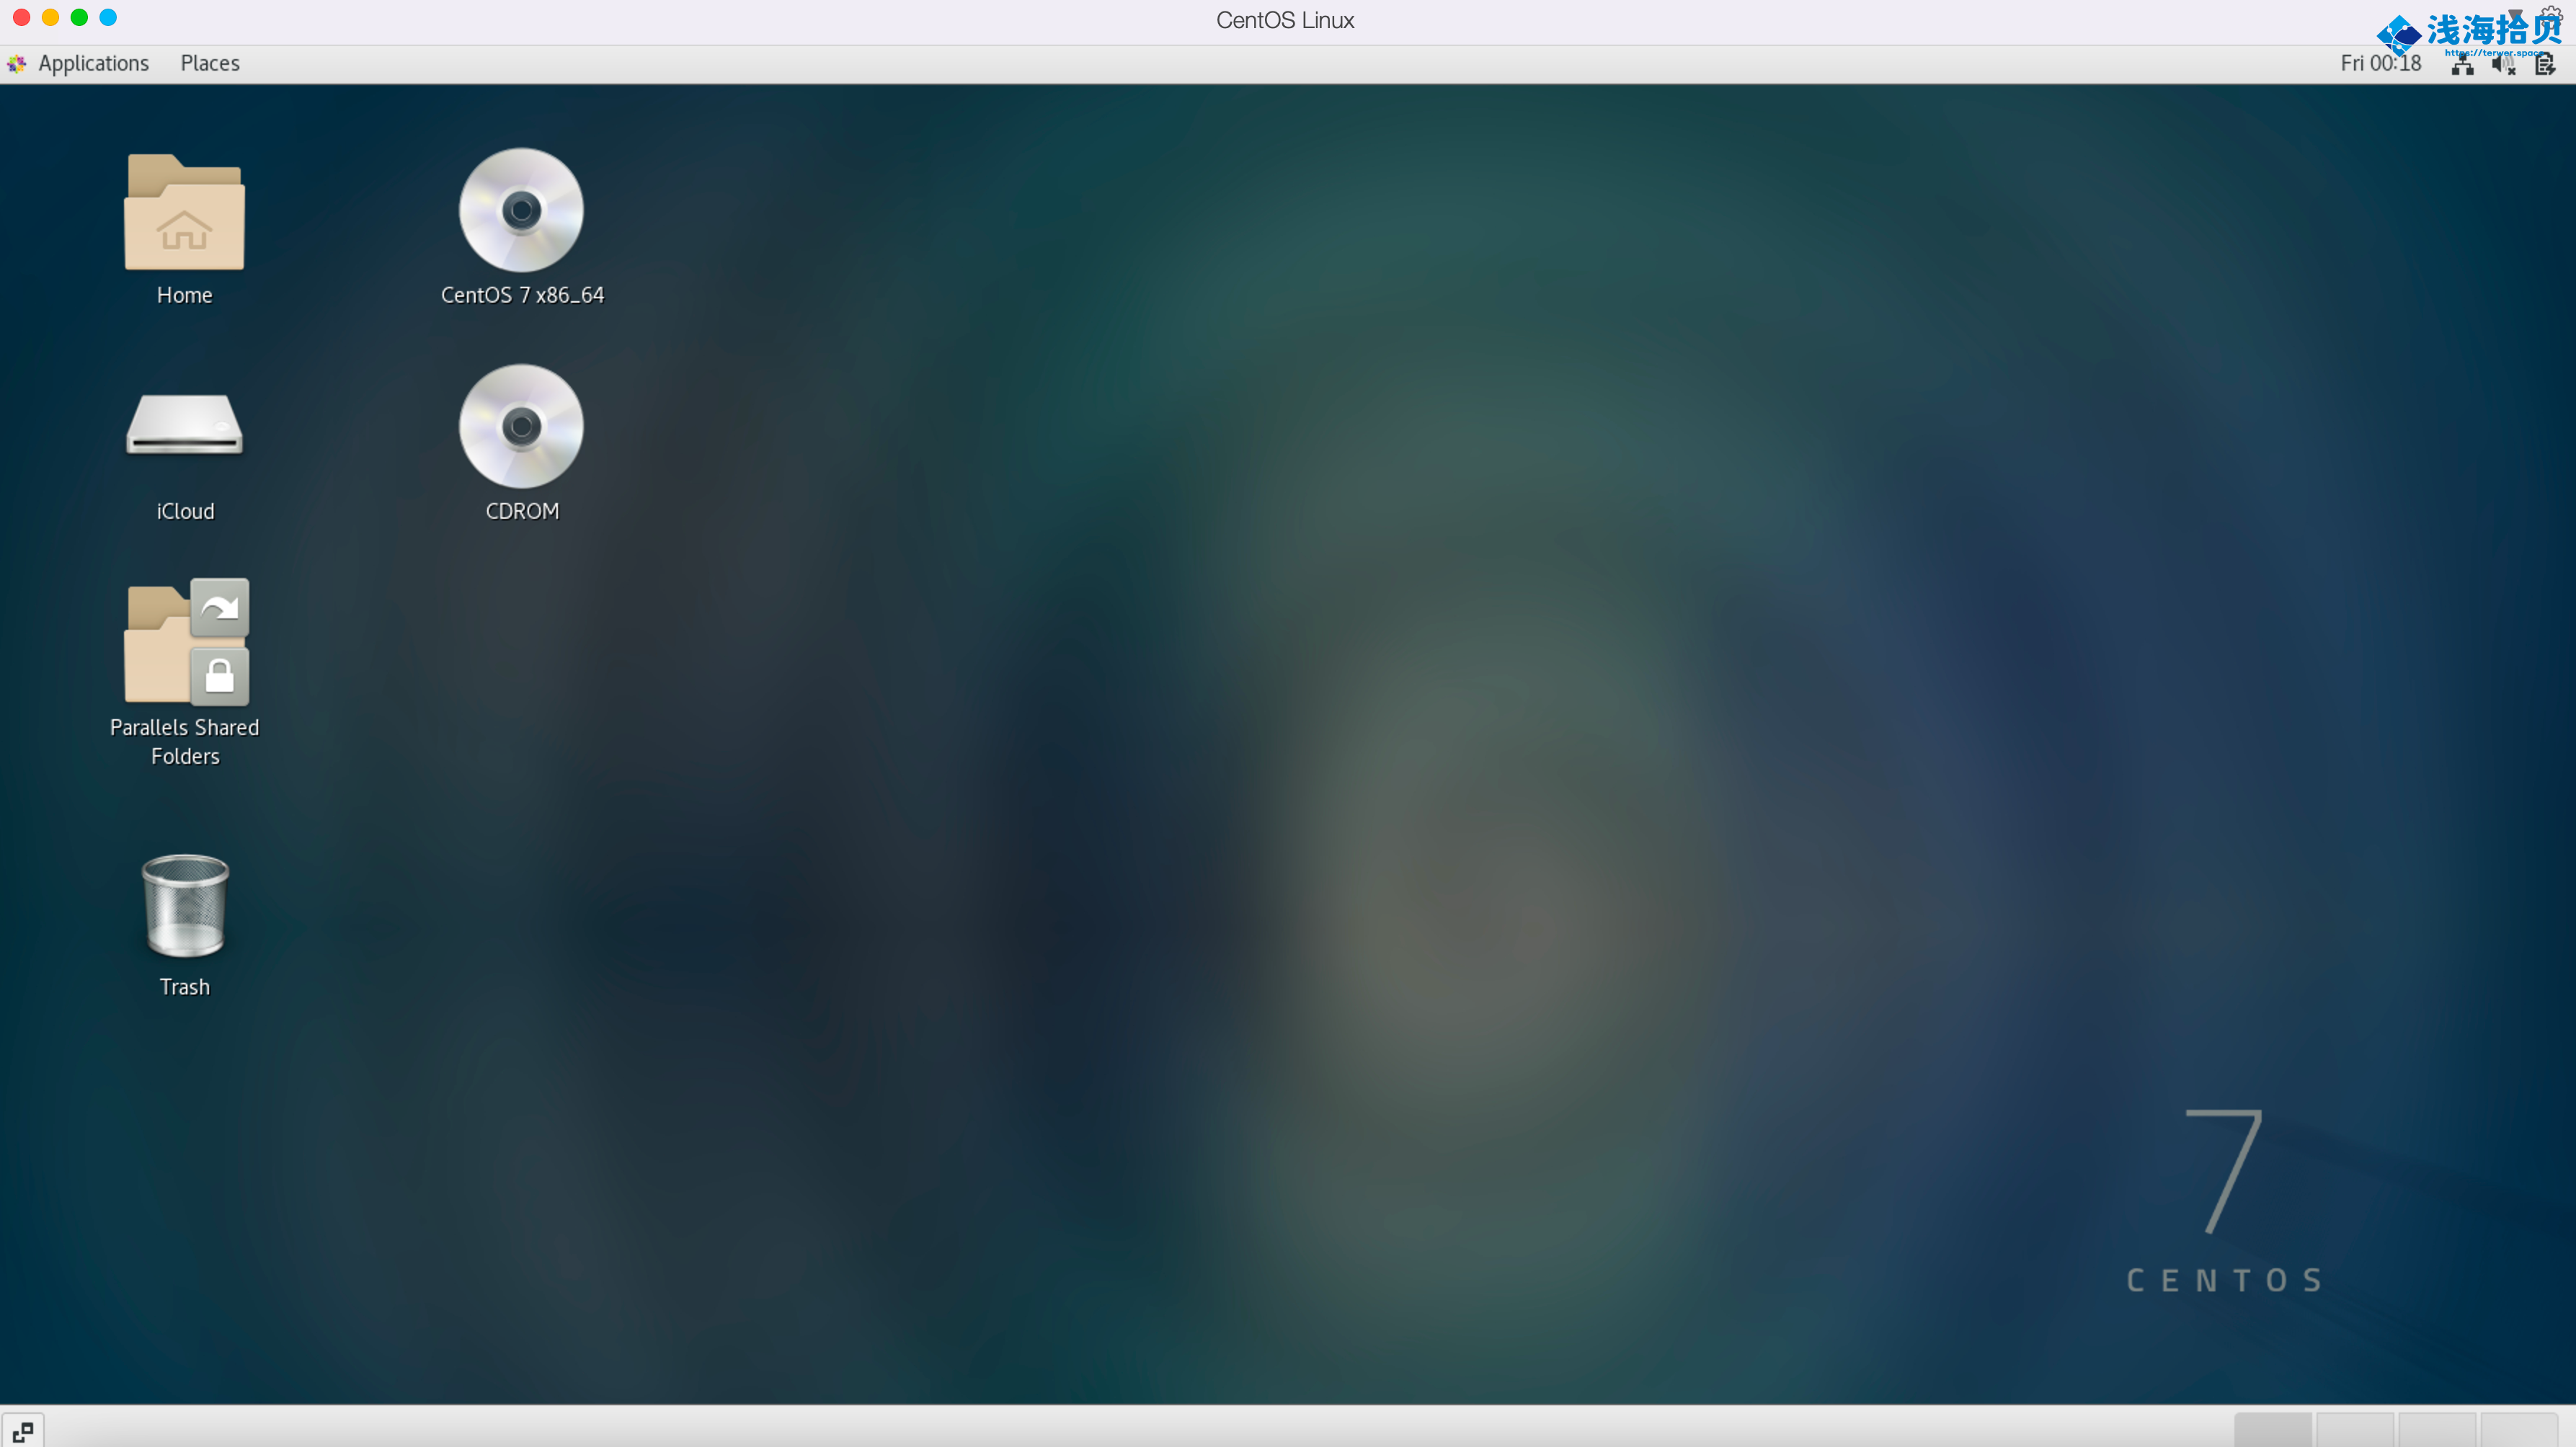 CentOS Linux
浅海拾贝
https://terwer.space
Applications
Places
Fri 00:18
Home
CentOS 7 x86_64
iCloud
CDROM
Parallels Shared
Folders
Trash
7
CENTOS